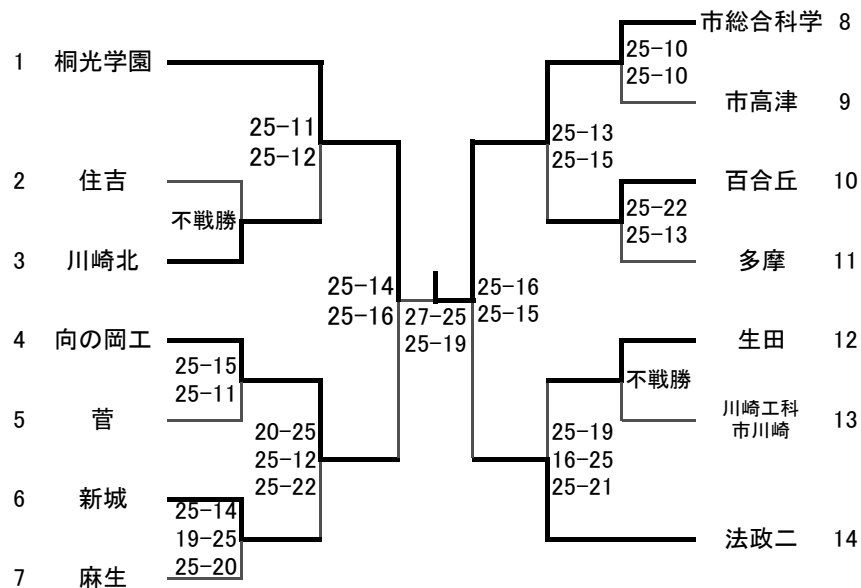 市総合科学 8
25-10
25-10
1 桐光学園
市高津 9
25-11
25-12
25-13
25-15
2 住吉
百合丘 10
不戦勝
25-22
25-13
3 川崎北
多摩 11
25-14
25-16
25-16
25-15
27-25
25-19
4 向の岡工
生田 12
25-15
25-11
不戦勝
5 菅
川崎工科
市川崎
13
20-25
25-12
25-22
25-19
16-25
25-21
6 新城
25-14
19-25
25-20
法政二 14
7 麻生